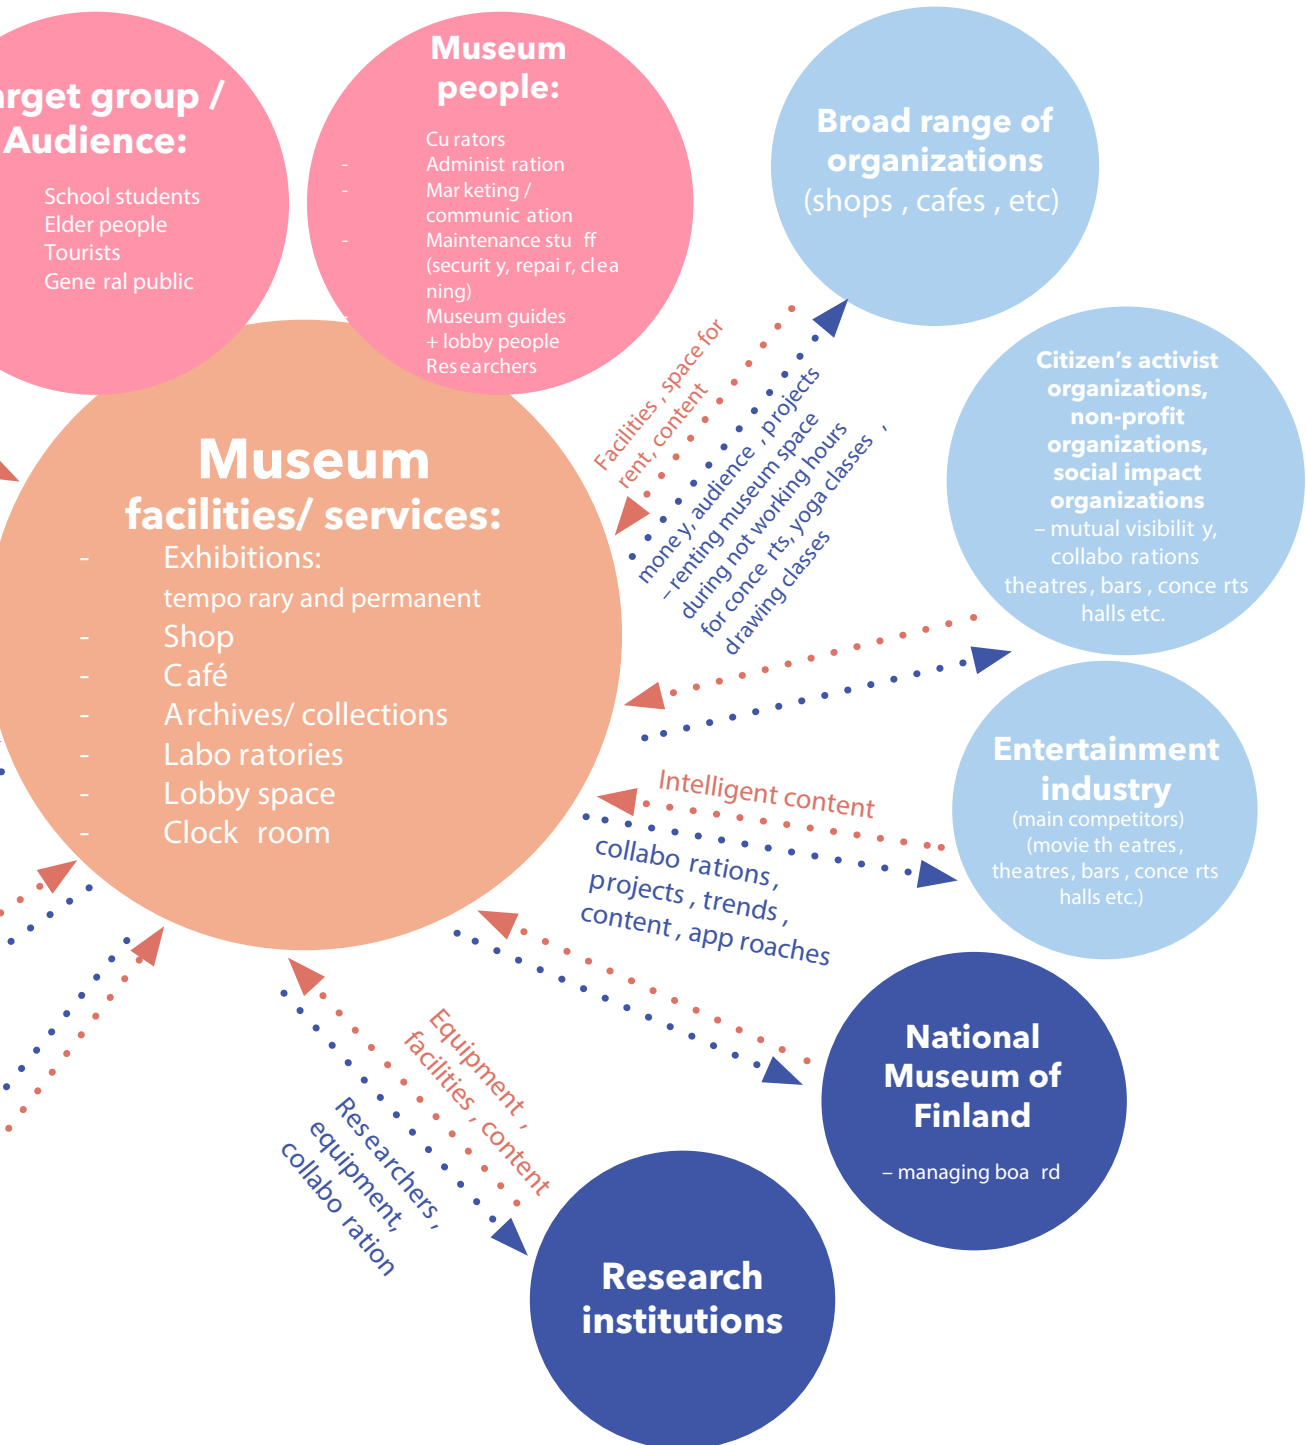 arget group /
Audience:
School students
Elder people
Tourists
Gene ral public
Museum
people:
Cu rators
- Administ ration
- Mar keting /
communic ation
- Maintenance stu ff
(securit y, repai r, clea
ning)
- Museum guides
+ lobby people
Researchers
Broad range of
organizations
(shops , cafes , etc)
Citizen's activist
organizations,
non-profit
organizations,
social impact
organizations
– mutual visibilit y,
collabo rations
theatres, bars , conce rts
halls etc.
Museum
facilities/ services:
- Exhibitions:
tempo rary and permanent
- Shop
- Café
- Archives/ collections
- Labo ratories
- Lobby space
- Clock room
Facilities , space for
rent, content
money, audience , projects
– renting museum space
during not working hours
for conce rts, yoga classes ,
drawing classes
Entertainment
industry
(main competitors)
(movie th eatres,
theatres, bars , conce rts
halls etc.)
Intelligent content
collabo rations,
projects , trends ,
content , app roaches
National
Museum of
Finland
– managing boa rd
Equipment ,
facilities , content
Researchers ,
equipment,
collabo ration
Research
institutions